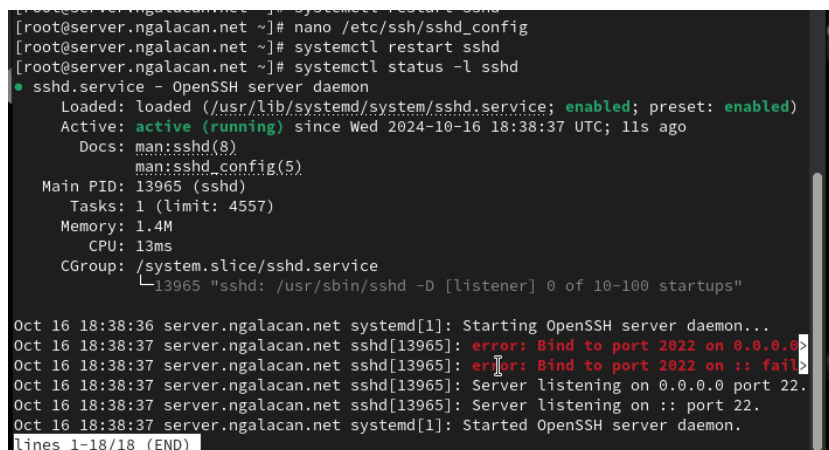 [root@server.ngalacan.net ~]# systemctl restart sshd
[root@server.ngalacan.net ~]# nano /etc/ssh/sshd_config
[root@server.ngalacan.net ~]# systemctl restart sshd
[root@server.ngalacan.net ~]# systemctl status -l sshd
● sshd.service – OpenSSH server daemon
Loaded: loaded (/usr/lib/systemd/system/sshd.service; enabled; preset: enabled)
Active: active (running) since Wed 2024-10-16 18:38:37 UTC; 11s ago
Docs: man:sshd(8)
man:sshd_config(5)
Main PID: 13965 (sshd)
Tasks: 1 (limit: 4557)
Memory: 1.4M
CPU: 13ms
CGroup: /system.slice/sshd.service
└─13965 "sshd: /usr/sbin/sshd -D [listener] 0 of 10-100 startups"
Oct 16 18:38:36 server.ngalacan.net systemd[1]: Starting OpenSSH server daemon...
Oct 16 18:38:37 server.ngalacan.net sshd[13965]: error: Bind to port 2022 on 0.0.0.0>
Oct 16 18:38:37 server.ngalacan.net sshd[13965]: error: Bind to port 2022 on :: fail>
Oct 16 18:38:37 server.ngalacan.net sshd[13965]: Server listening on 0.0.0.0 port 22.
Oct 16 18:38:37 server.ngalacan.net sshd[13965]: Server listening on :: port 22.
Oct 16 18:38:37 server.ngalacan.net systemd[1]: Started OpenSSH server daemon.
lines 1-18/18 (END)